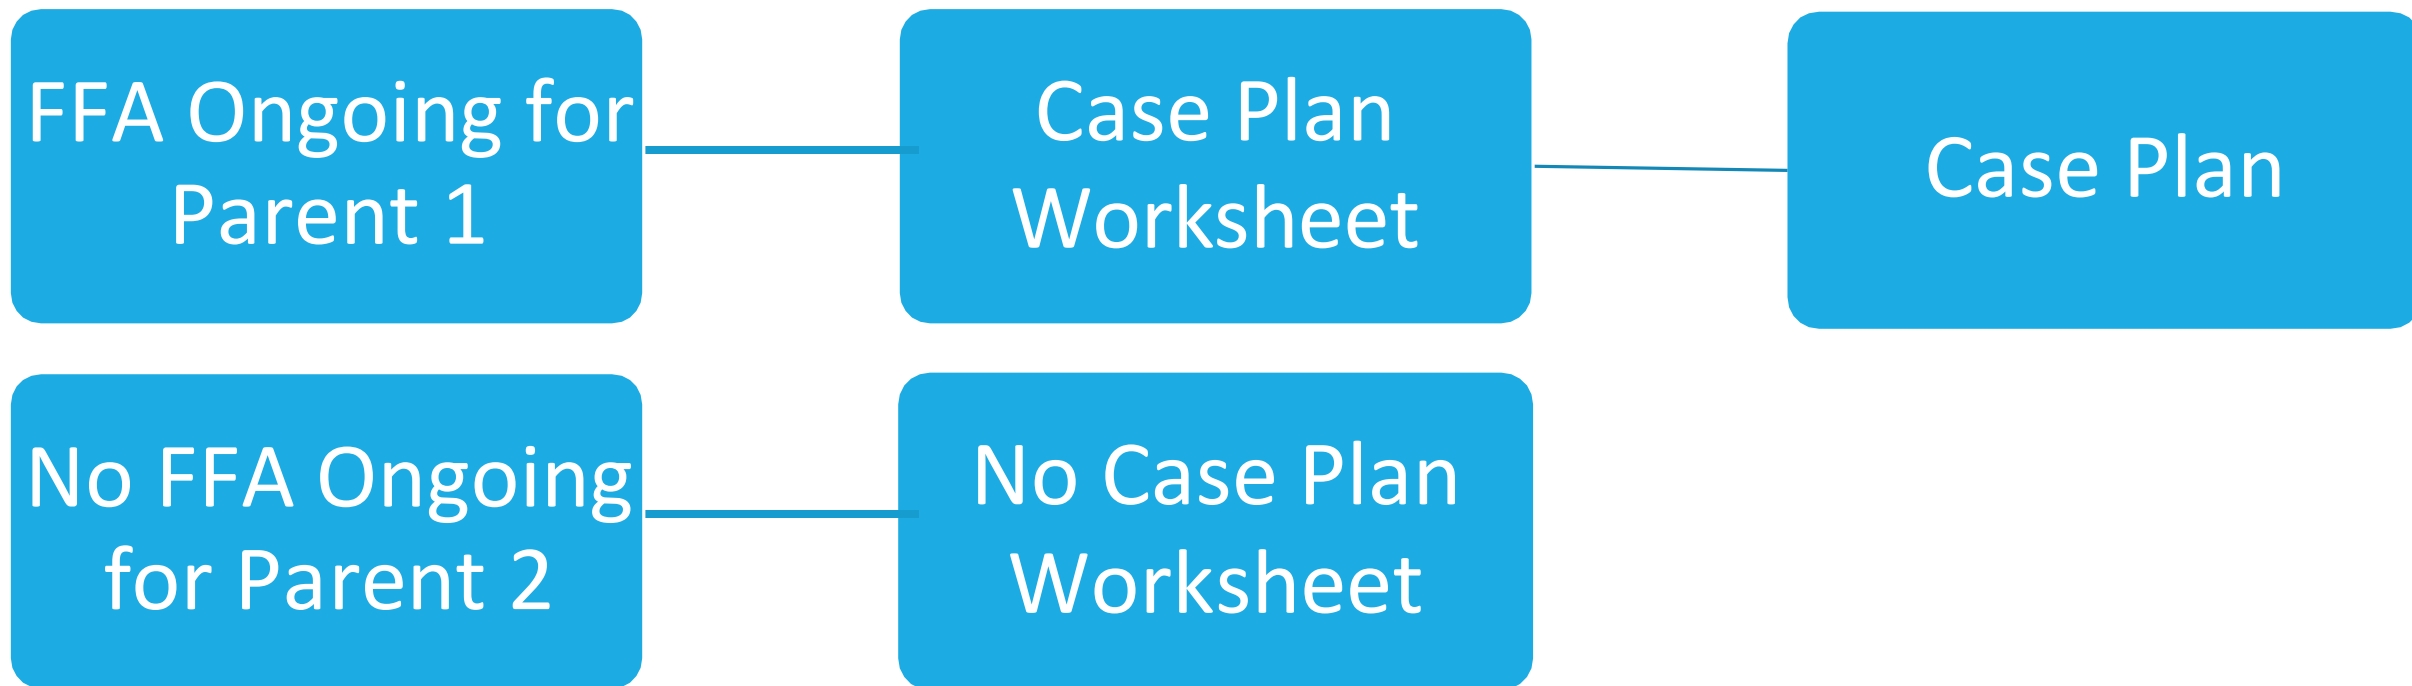 FFA Ongoing for
Parent 1
Case Plan
Worksheet
Case Plan
No FFA Ongoing
for Parent 2
No Case Plan
Worksheet